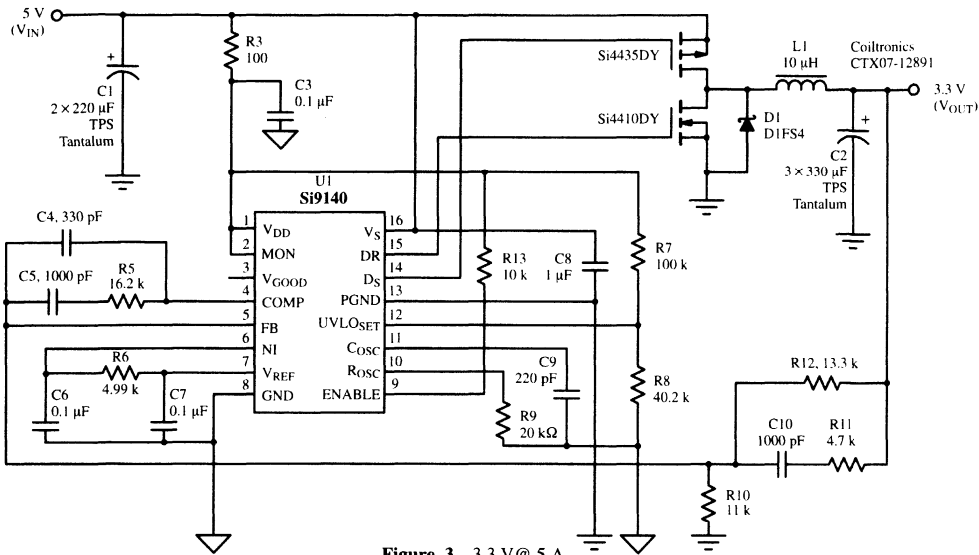 5 V
(VIN)
R3
100
C1
2 × 220 µF
TPS
Tantalum
C3
0.1 µF
Si4435DY
Si4410DY
L1
10 µH
Coiltronics
CTX07-12891
3.3 V
(VOUT)
D1
D1FS4
C2
3 × 330 µF
TPS
Tantalum
U1
Si9140
C4, 330 pF
C5, 1000 pF
R5
16.2 k
1 VDD
2 MON
3 VGOOD
4 COMP
5 FB
6 NI
7 VREF
8 GND
VS 16
DR 15
DS 14
PGND 13
UVLOSET 12
COSC 11
ROSC 10
ENABLE 9
R13
10 k
C8
1 µF
R7
100 k
R6
4.99 k
C6
0.1 µF
C7
0.1 µF
C9
220 pF
R9
20 kΩ
R8
40.2 k
R12, 13.3 k
C10
1000 pF
R11
4.7 k
R10
11 k
Figure 3. 3.3 V @ 5 A